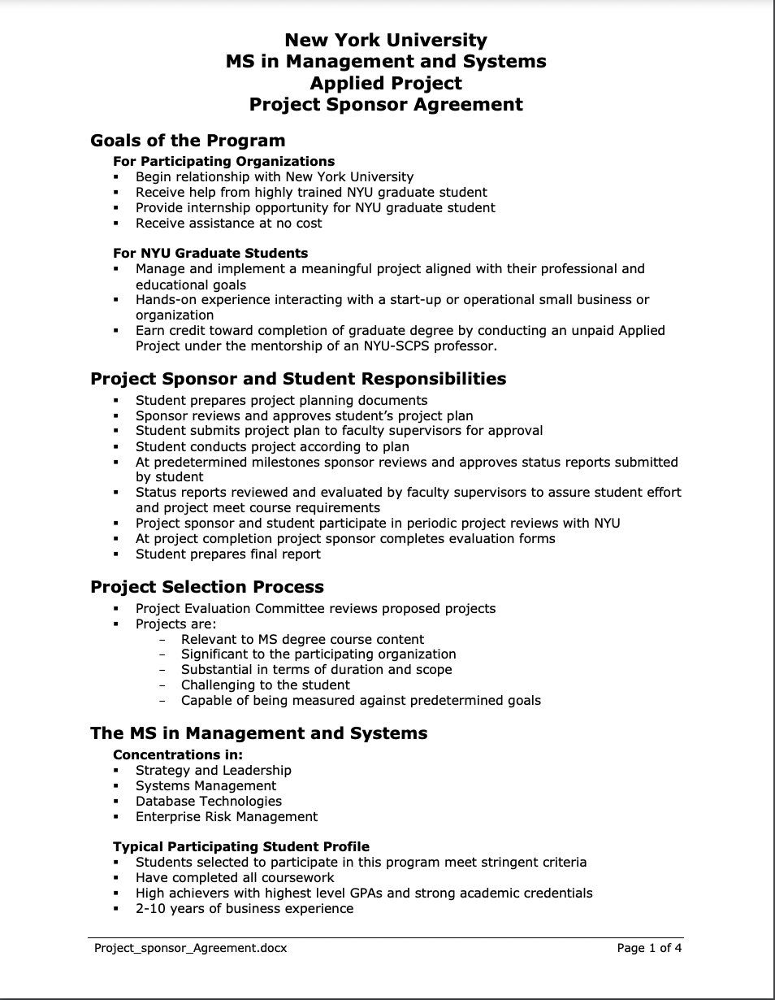 New York University
MS in Management and Systems
Applied Project
Project Sponsor Agreement
Goals of the Program
For Participating Organizations
▪ Begin relationship with New York University
▪ Receive help from highly trained NYU graduate student
▪ Provide internship opportunity for NYU graduate student
▪ Receive assistance at no cost
For NYU Graduate Students
▪ Manage and implement a meaningful project aligned with their professional and
educational goals
▪ Hands-on experience interacting with a start-up or operational small business or
organization
▪ Earn credit toward completion of graduate degree by conducting an unpaid Applied
Project under the mentorship of an NYU-SCPS professor.
Project Sponsor and Student Responsibilities
▪ Student prepares project planning documents
▪ Sponsor reviews and approves student’s project plan
▪ Student submits project plan to faculty supervisors for approval
▪ Student conducts project according to plan
▪ At predetermined milestones sponsor reviews and approves status reports submitted
by student
▪ Status reports reviewed and evaluated by faculty supervisors to assure student effort
and project meet course requirements
▪ Project sponsor and student participate in periodic project reviews with NYU
▪ At project completion project sponsor completes evaluation forms
▪ Student prepares final report
Project Selection Process
▪ Project Evaluation Committee reviews proposed projects
▪ Projects are:
– Relevant to MS degree course content
– Significant to the participating organization
– Substantial in terms of duration and scope
– Challenging to the student
– Capable of being measured against predetermined goals
The MS in Management and Systems
Concentrations in:
▪ Strategy and Leadership
▪ Systems Management
▪ Database Technologies
▪ Enterprise Risk Management
Typical Participating Student Profile
▪ Students selected to participate in this program meet stringent criteria
▪ Have completed all coursework
▪ High achievers with highest level GPAs and strong academic credentials
▪ 2-10 years of business experience
Project_sponsor_Agreement.docx Page 1 of 4